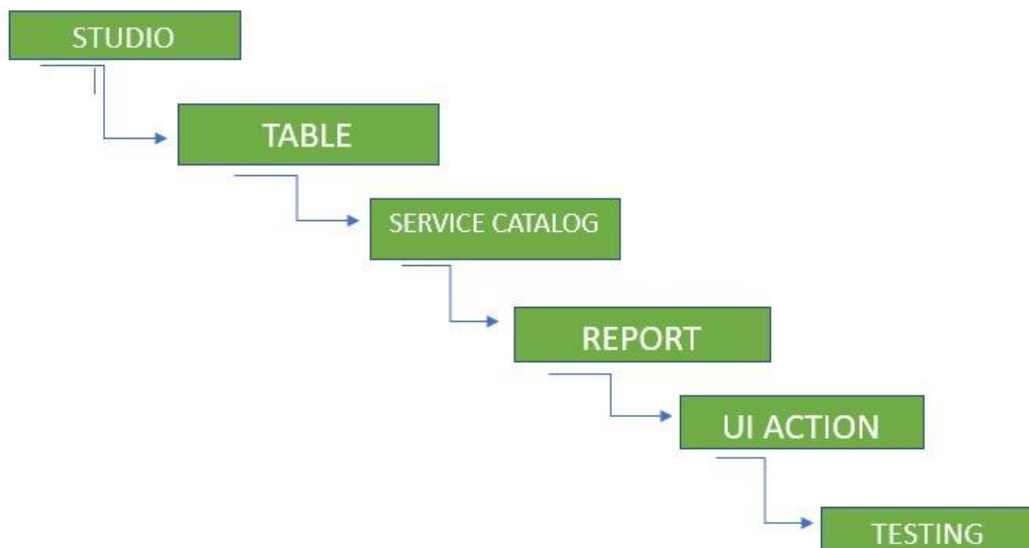 STUDIO
TABLE
SERVICE CATALOG
REPORT
UI ACTION
TESTING